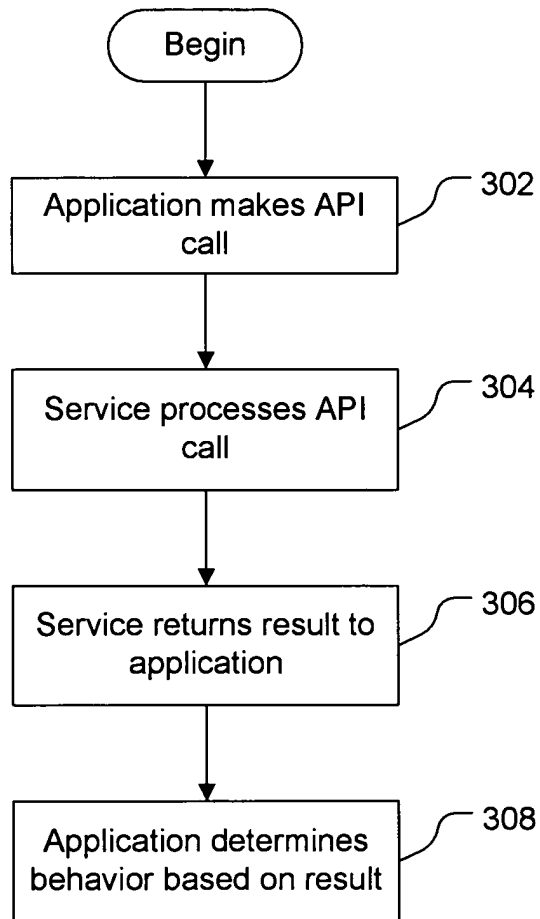 Begin
Application makes API
call
302
Service processes API
call
304
Service returns result to
application
306
Application determines
behavior based on result
308